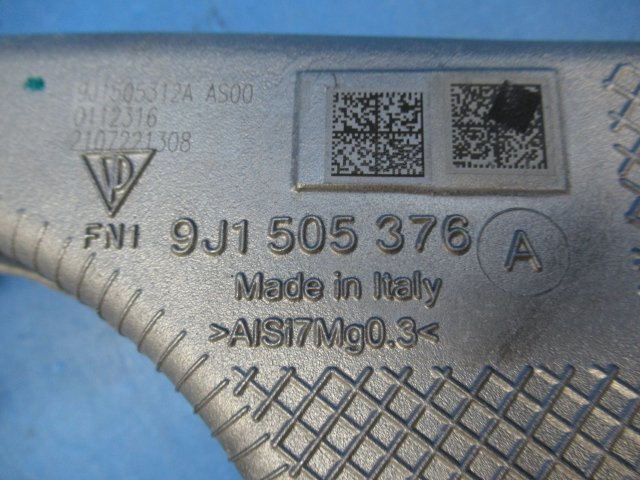 9J1505312A AS00
0112316
2107221308
FN1 9J1 505 376 A
Made in Italy
>AlSi7Mg0.3<